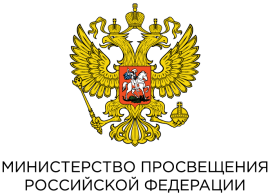 МИНИСТЕРСТВО ПРОСВЕЩЕНИЯ
РОССИЙСКОЙ ФЕДЕРАЦИИ